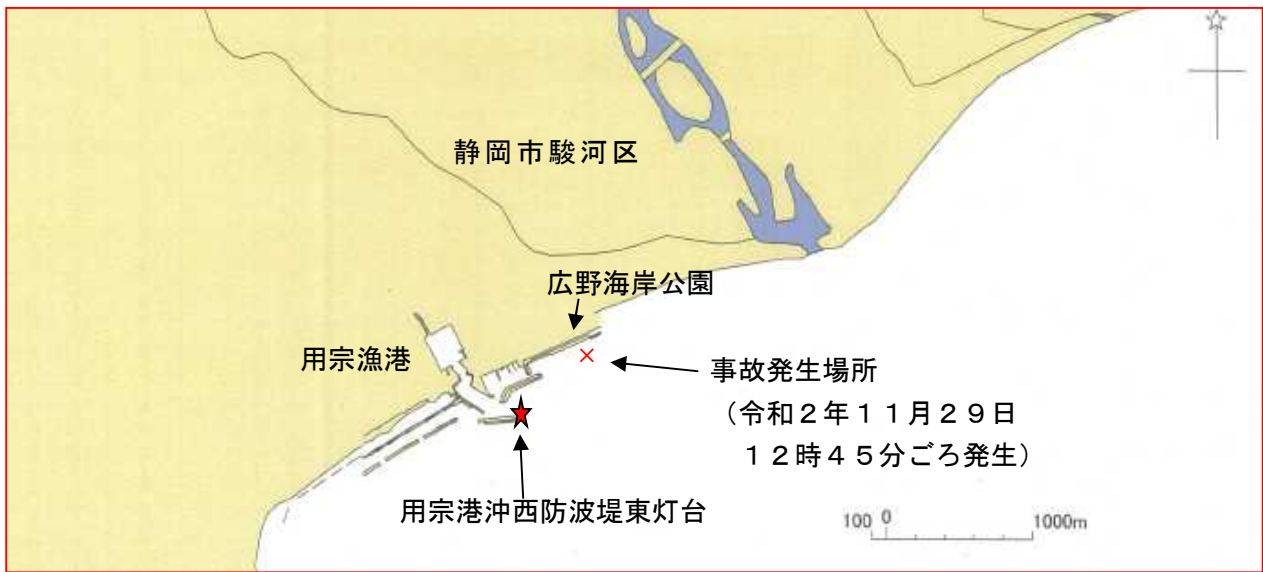 静岡市駿河区
広野海岸公園
用宗漁港
事故発生場所
(令和2年11月29日
12時45分ごろ発生)
用宗港沖西防波堤東灯台
100 0 1000m